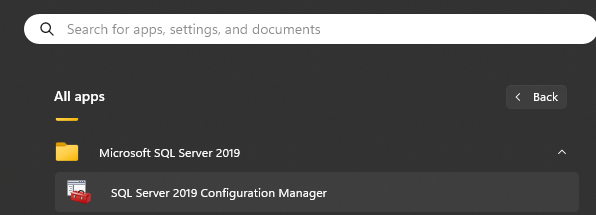 Search for apps, settings, and documents
All apps
Back
Microsoft SQL Server 2019
SQL Server 2019 Configuration Manager